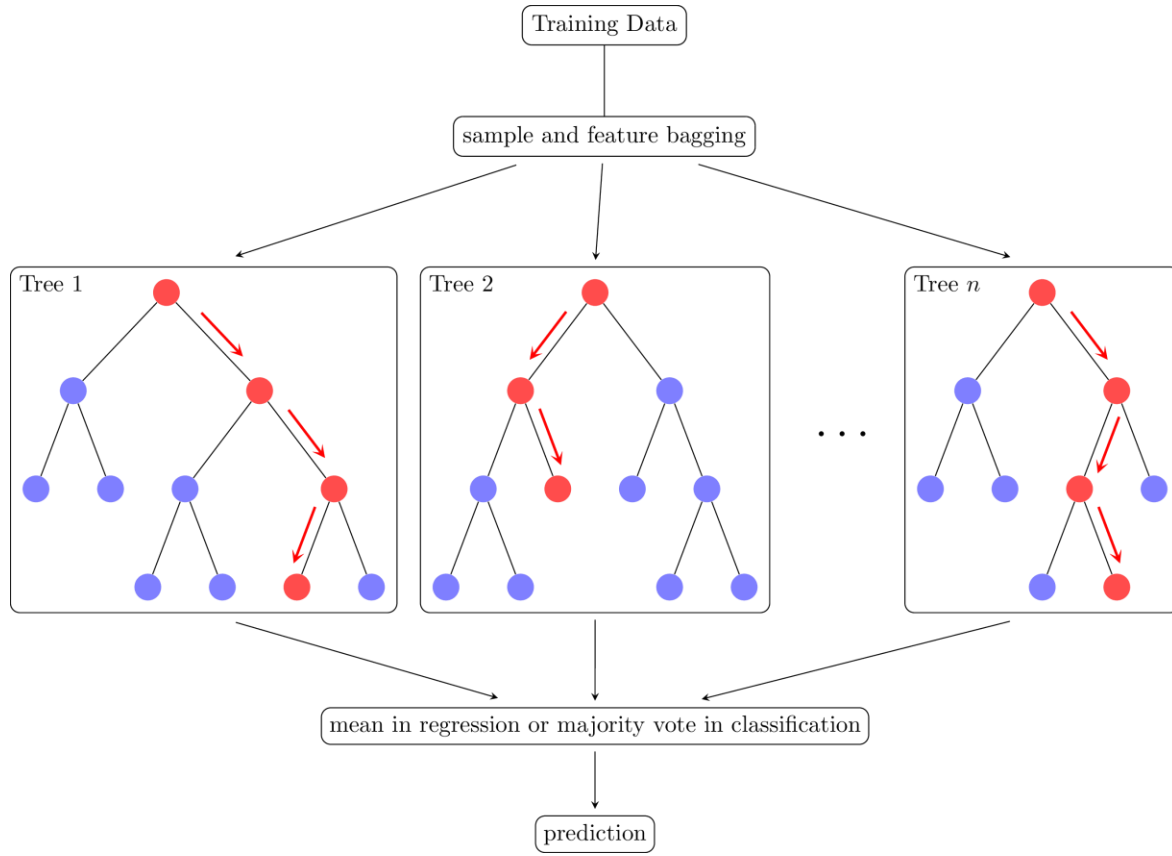 Training Data
sample and feature bagging
Tree 1
Tree 2
Tree n
. . .
mean in regression or majority vote in classification
prediction